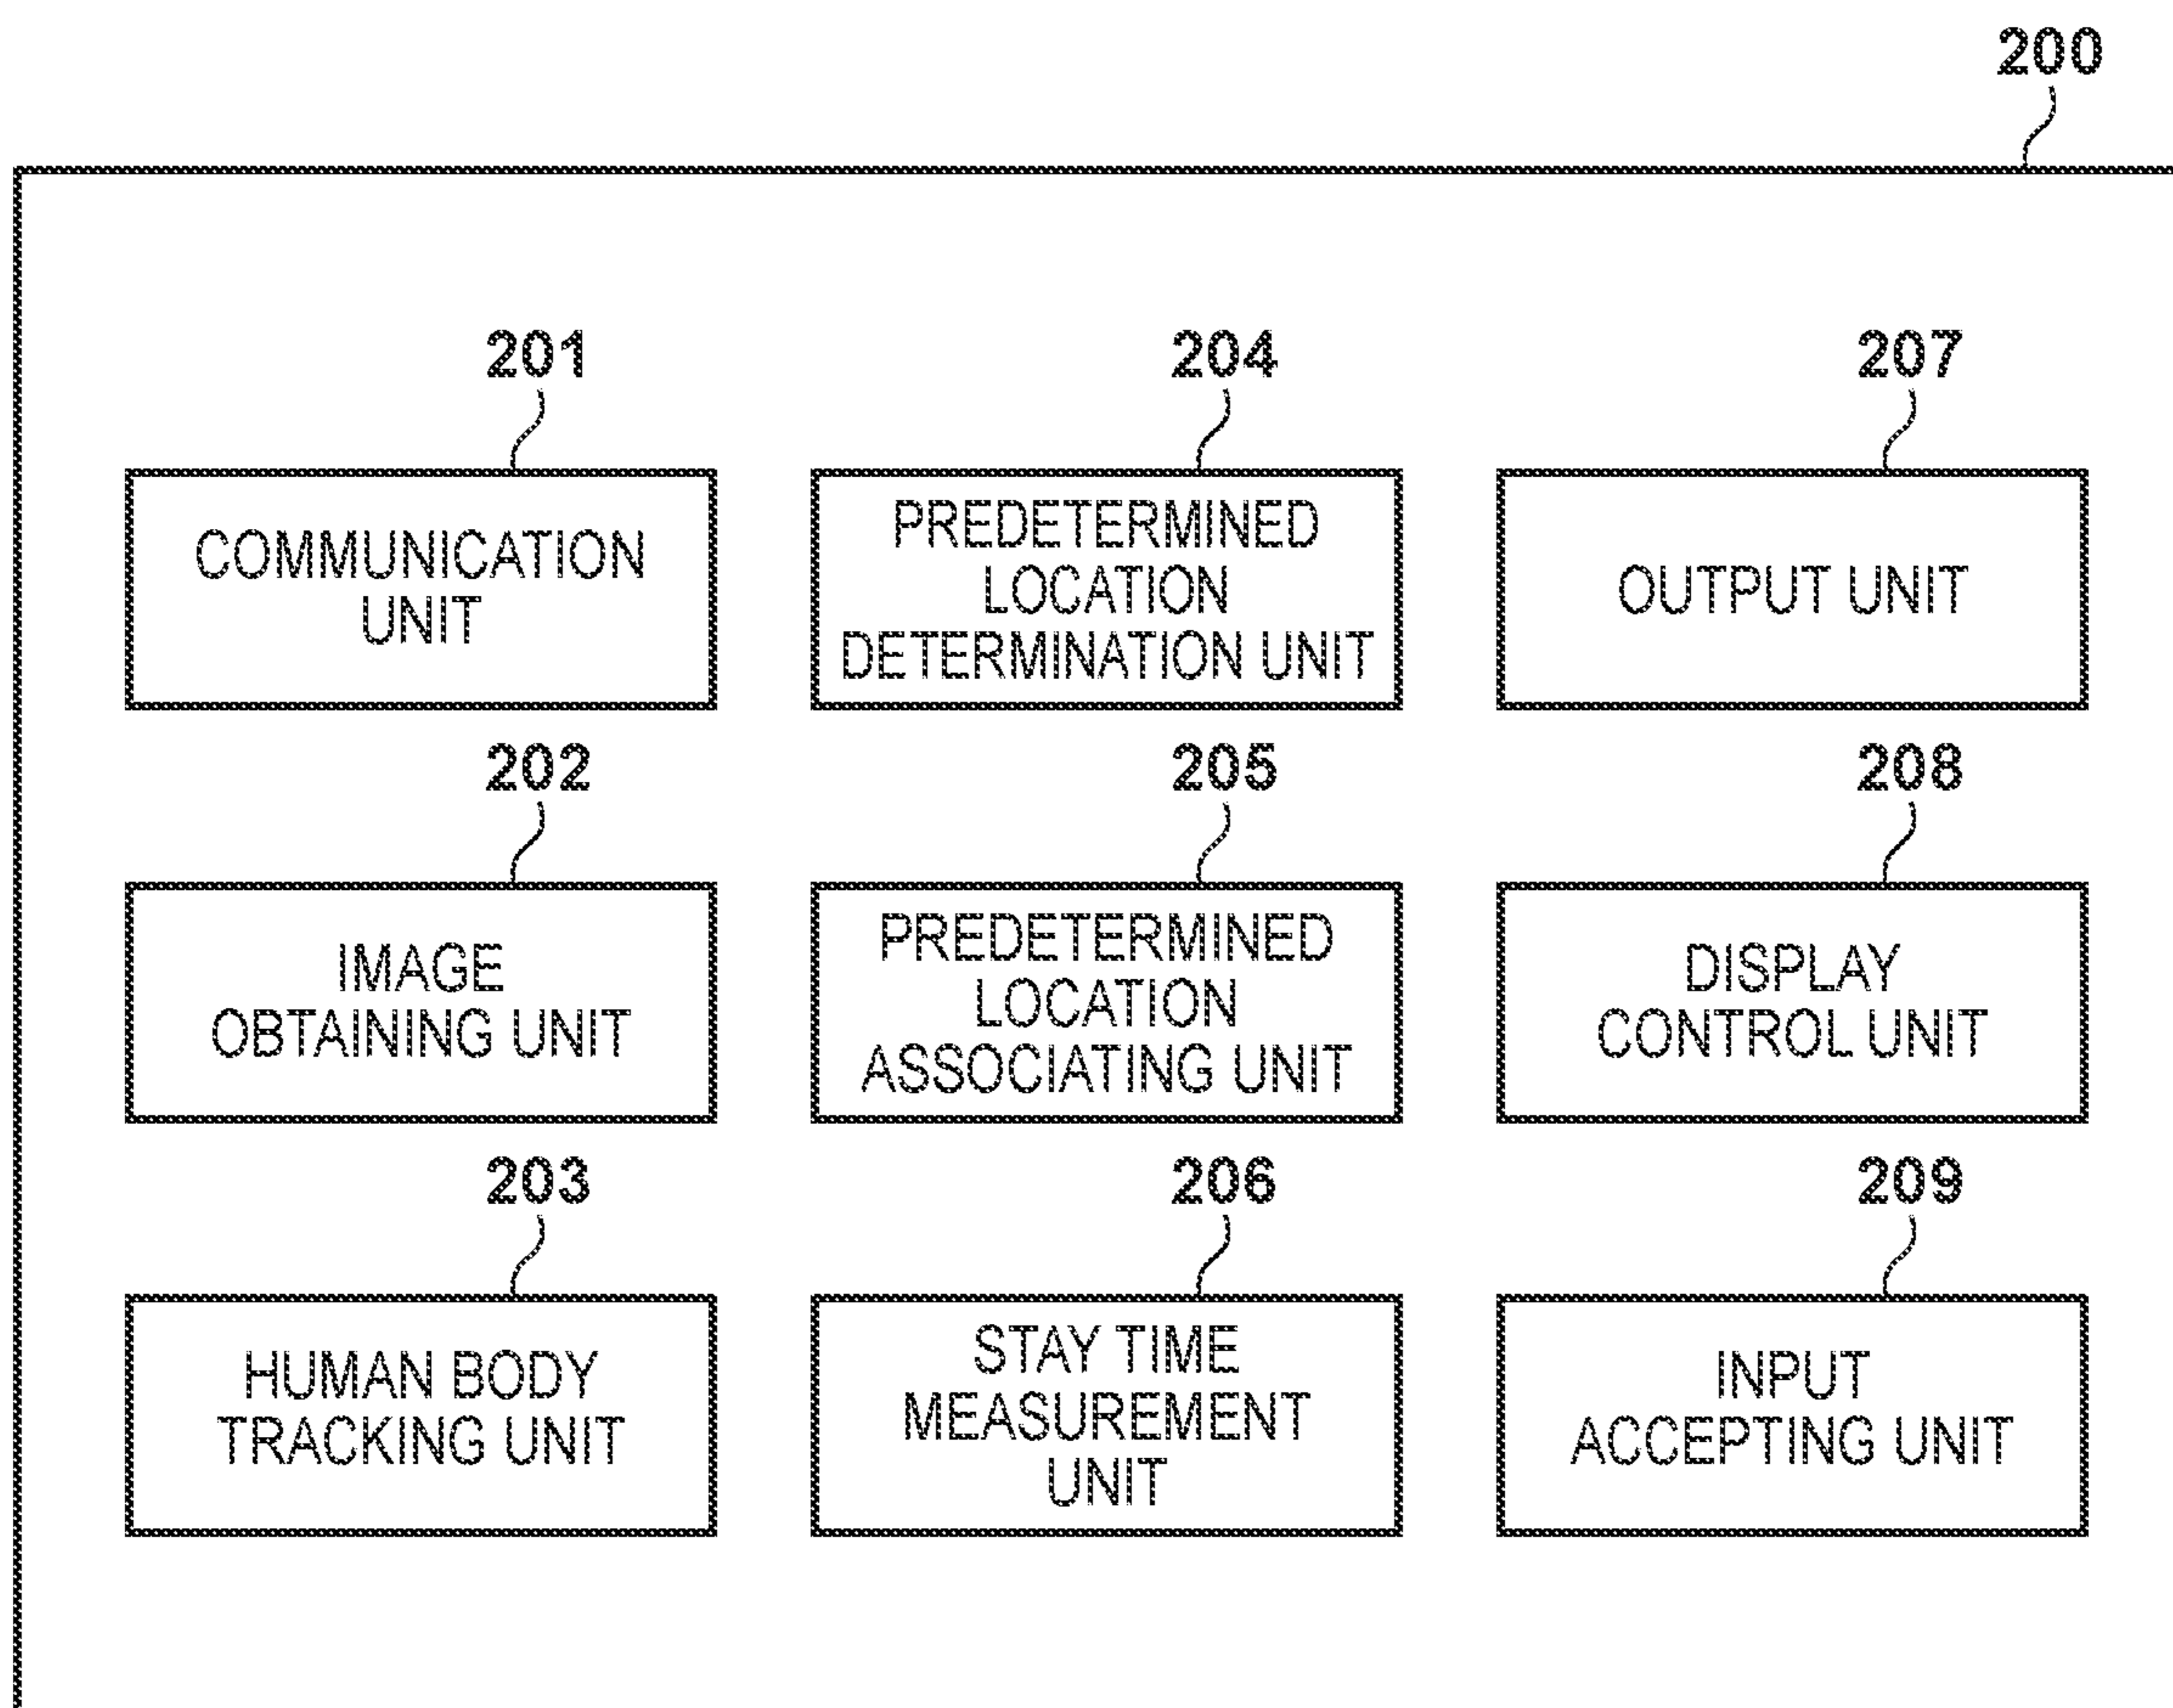 200
201
COMMUNICATION
UNIT
204
PREDETERMINED
LOCATION
DETERMINATION UNIT
207
OUTPUT UNIT
202
IMAGE
OBTAINING UNIT
205
PREDETERMINED
LOCATION
ASSOCIATING UNIT
208
DISPLAY
CONTROL UNIT
203
HUMAN BODY
TRACKING UNIT
206
STAY TIME
MEASUREMENT
UNIT
209
INPUT
ACCEPTING UNIT